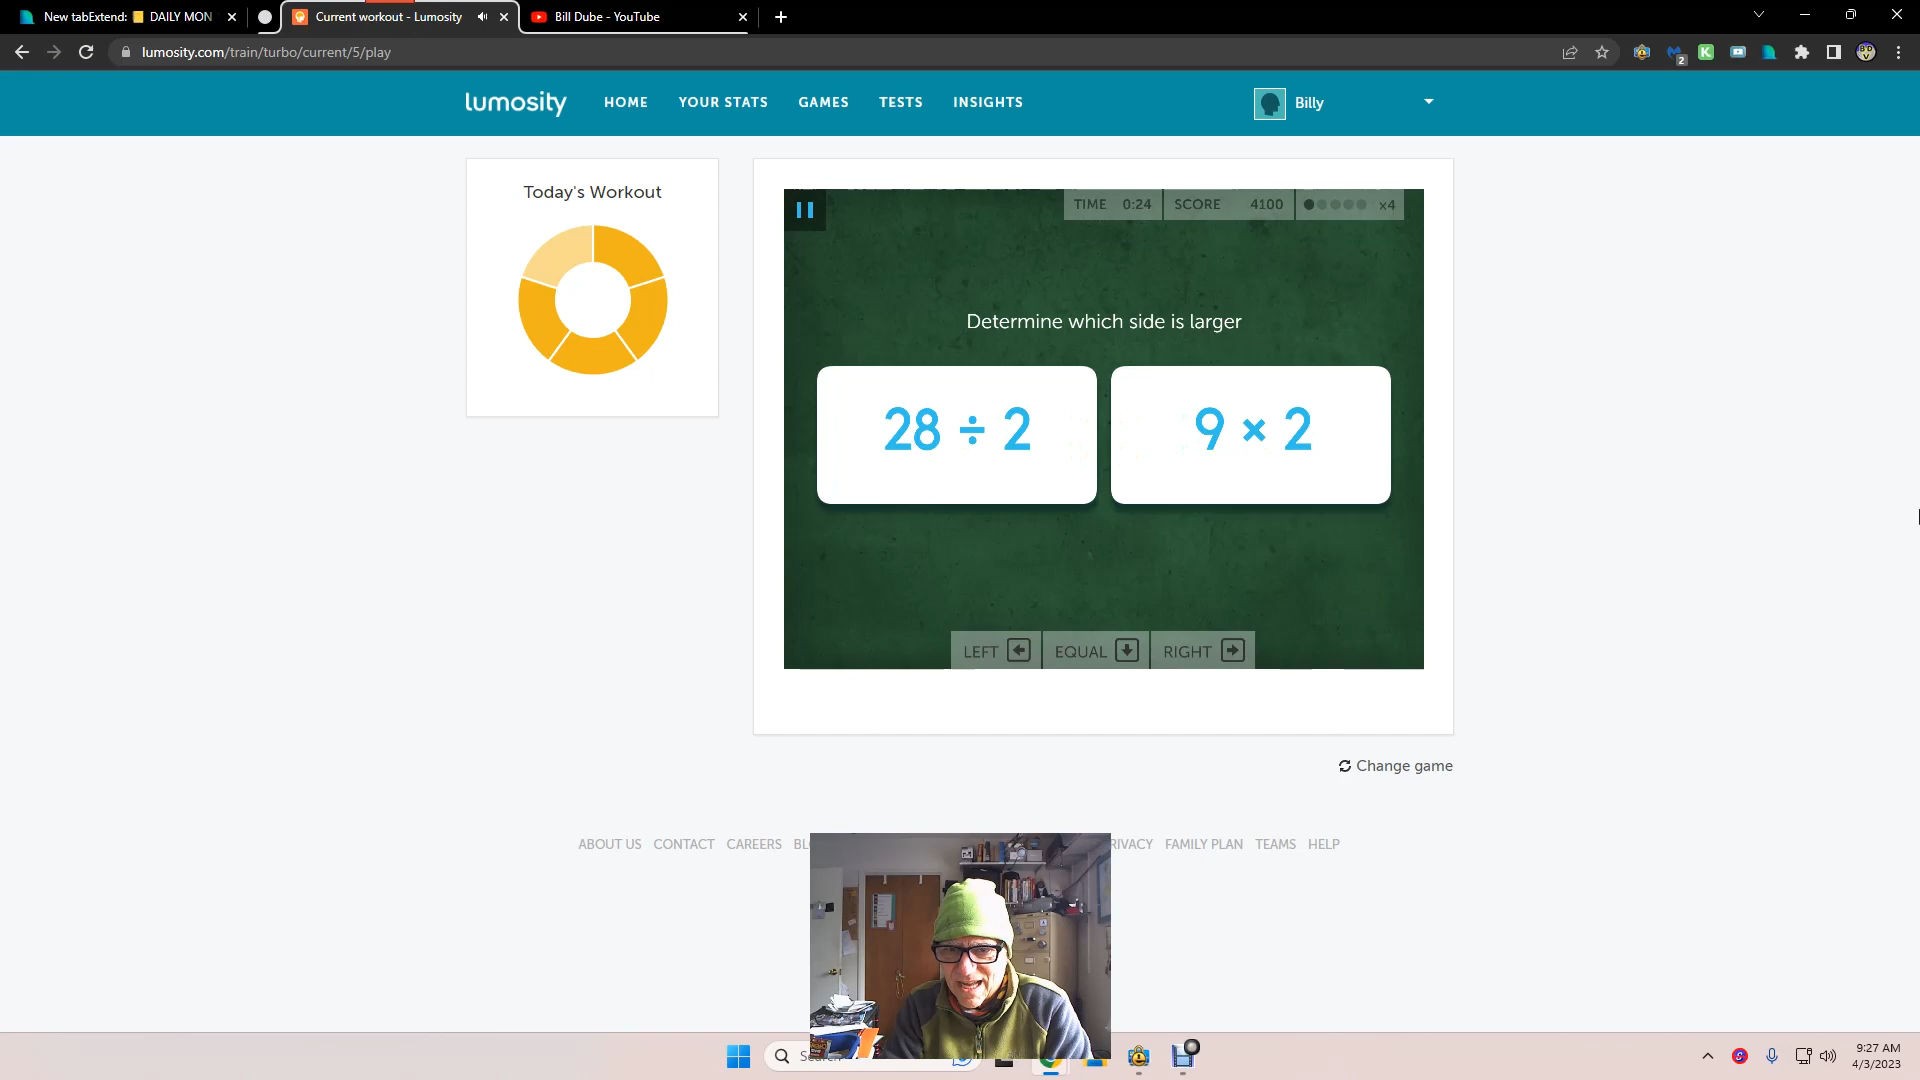 New tabExtend: DAILY MON
Current workout - Lumosity
Bill Dube - YouTube
lumosity.com/train/turbo/current/5/play
2
lumosity
HOME
YOUR STATS
GAMES
TESTS
INSIGHTS
Billy
Today's Workout
TIME 0:24
SCORE 4100
x4
Determine which side is larger
28 ÷ 2
9 × 2
LEFT
EQUAL
RIGHT
Change game
ABOUT US
CONTACT
CAREERS
FAMILY PLAN
TEAMS
HELP
9:27 AM
4/3/2023